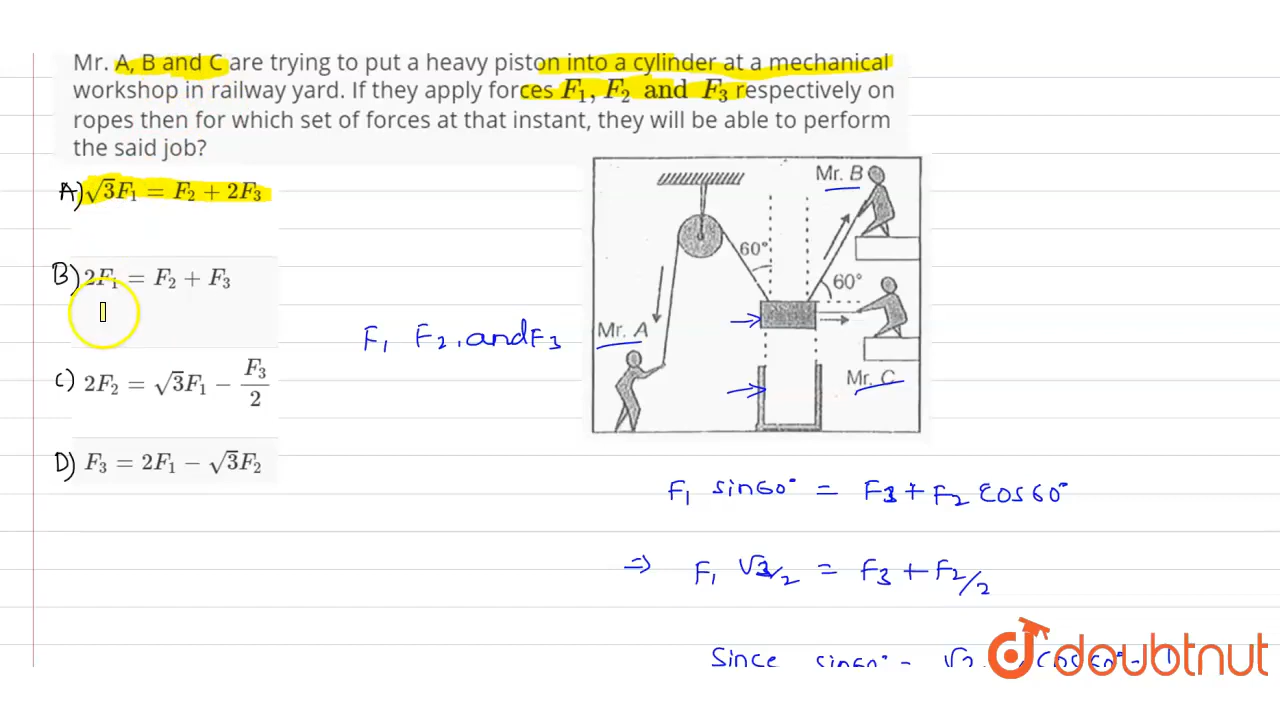 Mr. A, B and C are trying to put a heavy piston into a cylinder at a mechanical
workshop in railway yard. If they apply forces F₁, F₂ and F₃ respectively on
ropes then for which set of forces at that instant, they will be able to perform
the said job?
A) √3F₁ = F₂ + 2F₃
B) 2F₁ = F₂ + F₃
C) 2F₂ = √3F₁ − F₃/2
D) F₃ = 2F₁ − √3F₂
F₁ F₂, and F₃
Mr. B
60°
60°
Mr. A
Mr. C
F₁ sin60° = F₃ + F₂ cos60°
⇒ F₁ √3/2 = F₃ + F₂/2
Since sin60° =
doubtnut